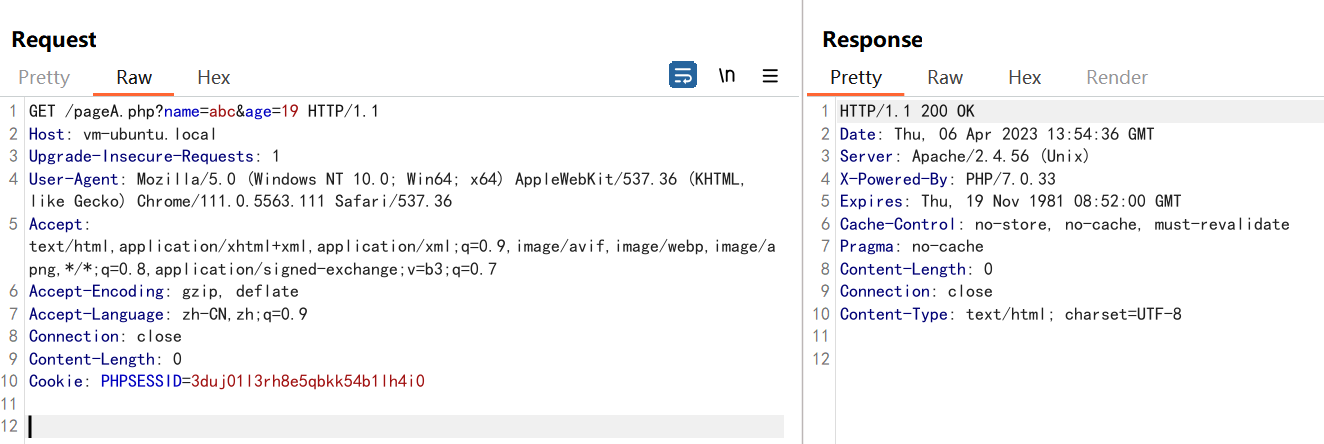 Request
Pretty Raw Hex \n
1 GET /pageA.php?name=abc&age=19 HTTP/1.1
2 Host: vm-ubuntu.local
3 Upgrade-Insecure-Requests: 1
4 User-Agent: Mozilla/5.0 (Windows NT 10.0; Win64; x64) AppleWebKit/537.36 (KHTML,
like Gecko) Chrome/111.0.5563.111 Safari/537.36
5 Accept:
text/html,application/xhtml+xml,application/xml;q=0.9,image/avif,image/webp,image/a
png,*/*;q=0.8,application/signed-exchange;v=b3;q=0.7
6 Accept-Encoding: gzip, deflate
7 Accept-Language: zh-CN,zh;q=0.9
8 Connection: close
9 Content-Length: 0
10 Cookie: PHPSESSID=3duj01l3rh8e5qbkk54b1lh4i0
11
12
Response
Pretty Raw Hex Render
1 HTTP/1.1 200 OK
2 Date: Thu, 06 Apr 2023 13:54:36 GMT
3 Server: Apache/2.4.56 (Unix)
4 X-Powered-By: PHP/7.0.33
5 Expires: Thu, 19 Nov 1981 08:52:00 GMT
6 Cache-Control: no-store, no-cache, must-revalidate
7 Pragma: no-cache
8 Content-Length: 0
9 Connection: close
10 Content-Type: text/html; charset=UTF-8
11
12